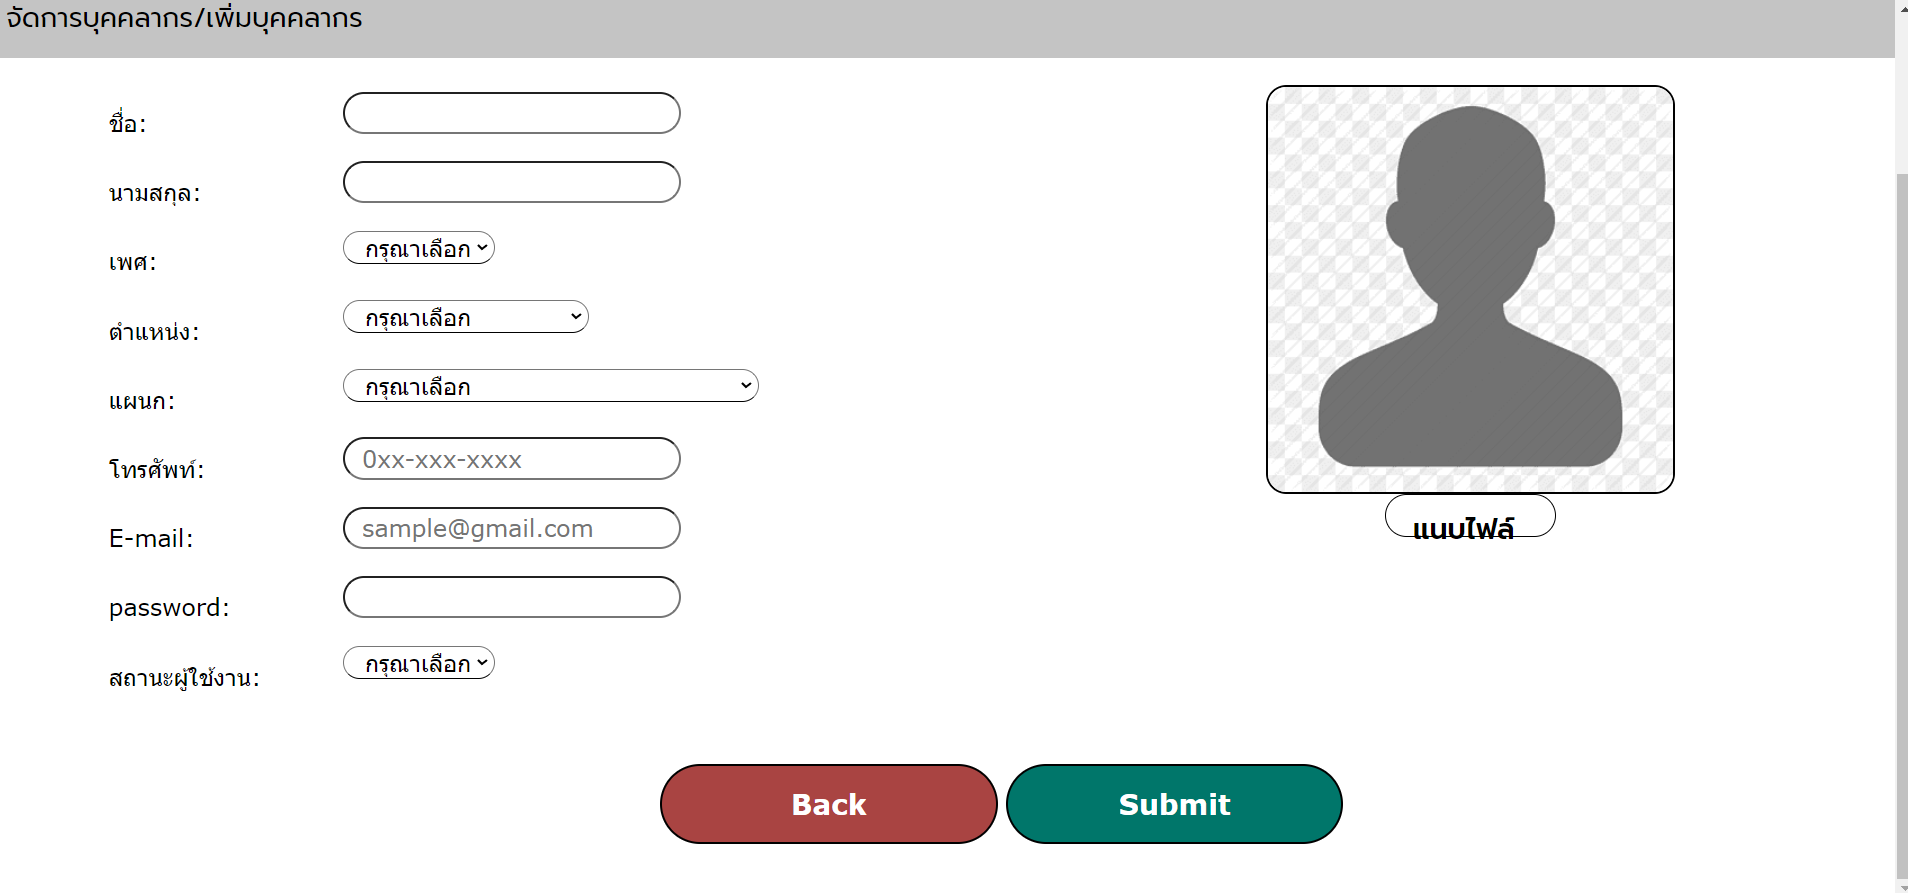 จัดการบุคคลากร/เพิ่มบุคคลากร
ชื่อ:
นามสกุล:
เพศ: กรุณาเลือก
ตำแหน่ง: กรุณาเลือก
แผนก: กรุณาเลือก
โทรศัพท์: 0xx-xxx-xxxx
E-mail: sample@gmail.com
password:
สถานะผู้ใช้งาน: กรุณาเลือก
แนบไฟล์
Back Submit